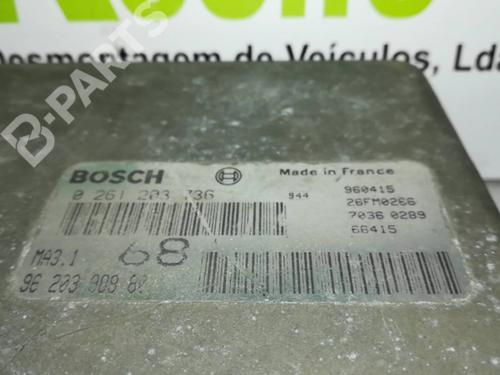 Desmontagem de Veículos, Lda
B-PARTS
BOSCH Made in France
0 261 203 736 944 960415
26FM0266
7036 0289
66415
MA3.1 68
96 203 909 80